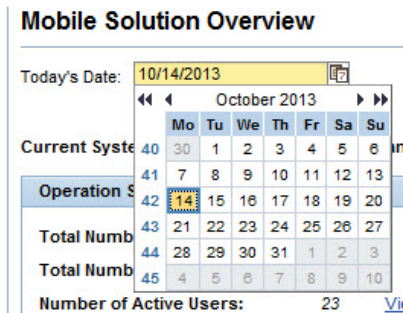 Mobile Solution Overview
Today's Date: 10/14/2013
October 2013
Mo Tu We Th Fr Sa Su
40 30 1 2 3 4 5 6
41 7 8 9 10 11 12 13
42 14 15 16 17 18 19 20
43 21 22 23 24 25 26 27
44 28 29 30 31 1 2 3
45 4 5 6 7 8 9 10
Current Syste
Operation S
Total Numb
Total Numb
Number of Active Users: 23 Vi